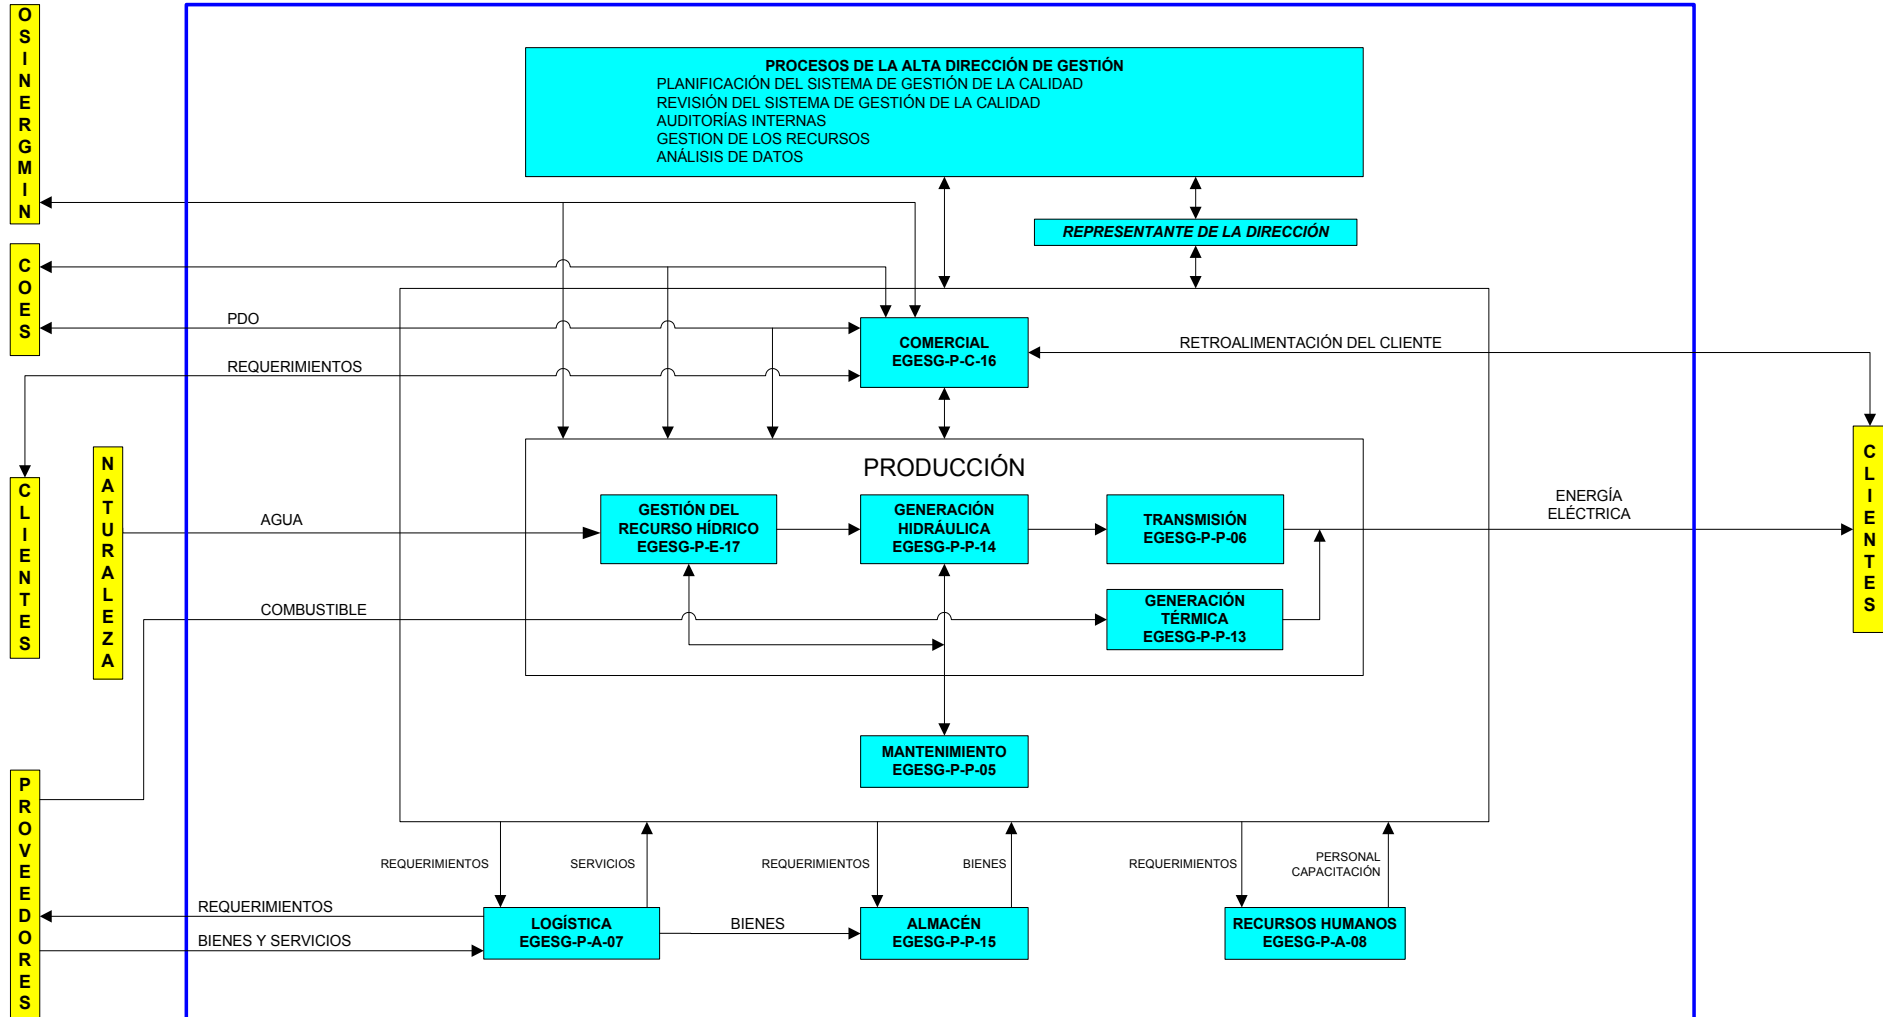 OSINERGMIN
PROCESOS DE LA ALTA DIRECCIÓN DE GESTIÓN
PLANIFICACIÓN DEL SISTEMA DE GESTIÓN DE LA CALIDAD
REVISIÓN DEL SISTEMA DE GESTIÓN DE LA CALIDAD
AUDITORÍAS INTERNAS
GESTION DE LOS RECURSOS
ANÁLISIS DE DATOS
REPRESENTANTE DE LA DIRECCIÓN
COES
PDO
REQUERIMIENTOS
COMERCIAL
EGESG-P-C-16
RETROALIMENTACIÓN DEL CLIENTE
CLIENTES
NATURALEZA
PRODUCCIÓN
AGUA
GESTIÓN DEL
RECURSO HÍDRICO
EGESG-P-E-17
GENERACIÓN
HIDRÁULICA
EGESG-P-P-14
TRANSMISIÓN
EGESG-P-P-06
ENERGÍA
ELÉCTRICA
CLIENTES
COMBUSTIBLE
GENERACIÓN
TÉRMICA
EGESG-P-P-13
MANTENIMIENTO
EGESG-P-P-05
PROVEEDORES
REQUERIMIENTOS
SERVICIOS
REQUERIMIENTOS
BIENES
REQUERIMIENTOS
PERSONAL
CAPACITACIÓN
REQUERIMIENTOS
BIENES Y SERVICIOS
LOGÍSTICA
EGESG-P-A-07
BIENES
ALMACÉN
EGESG-P-P-15
RECURSOS HUMANOS
EGESG-P-A-08